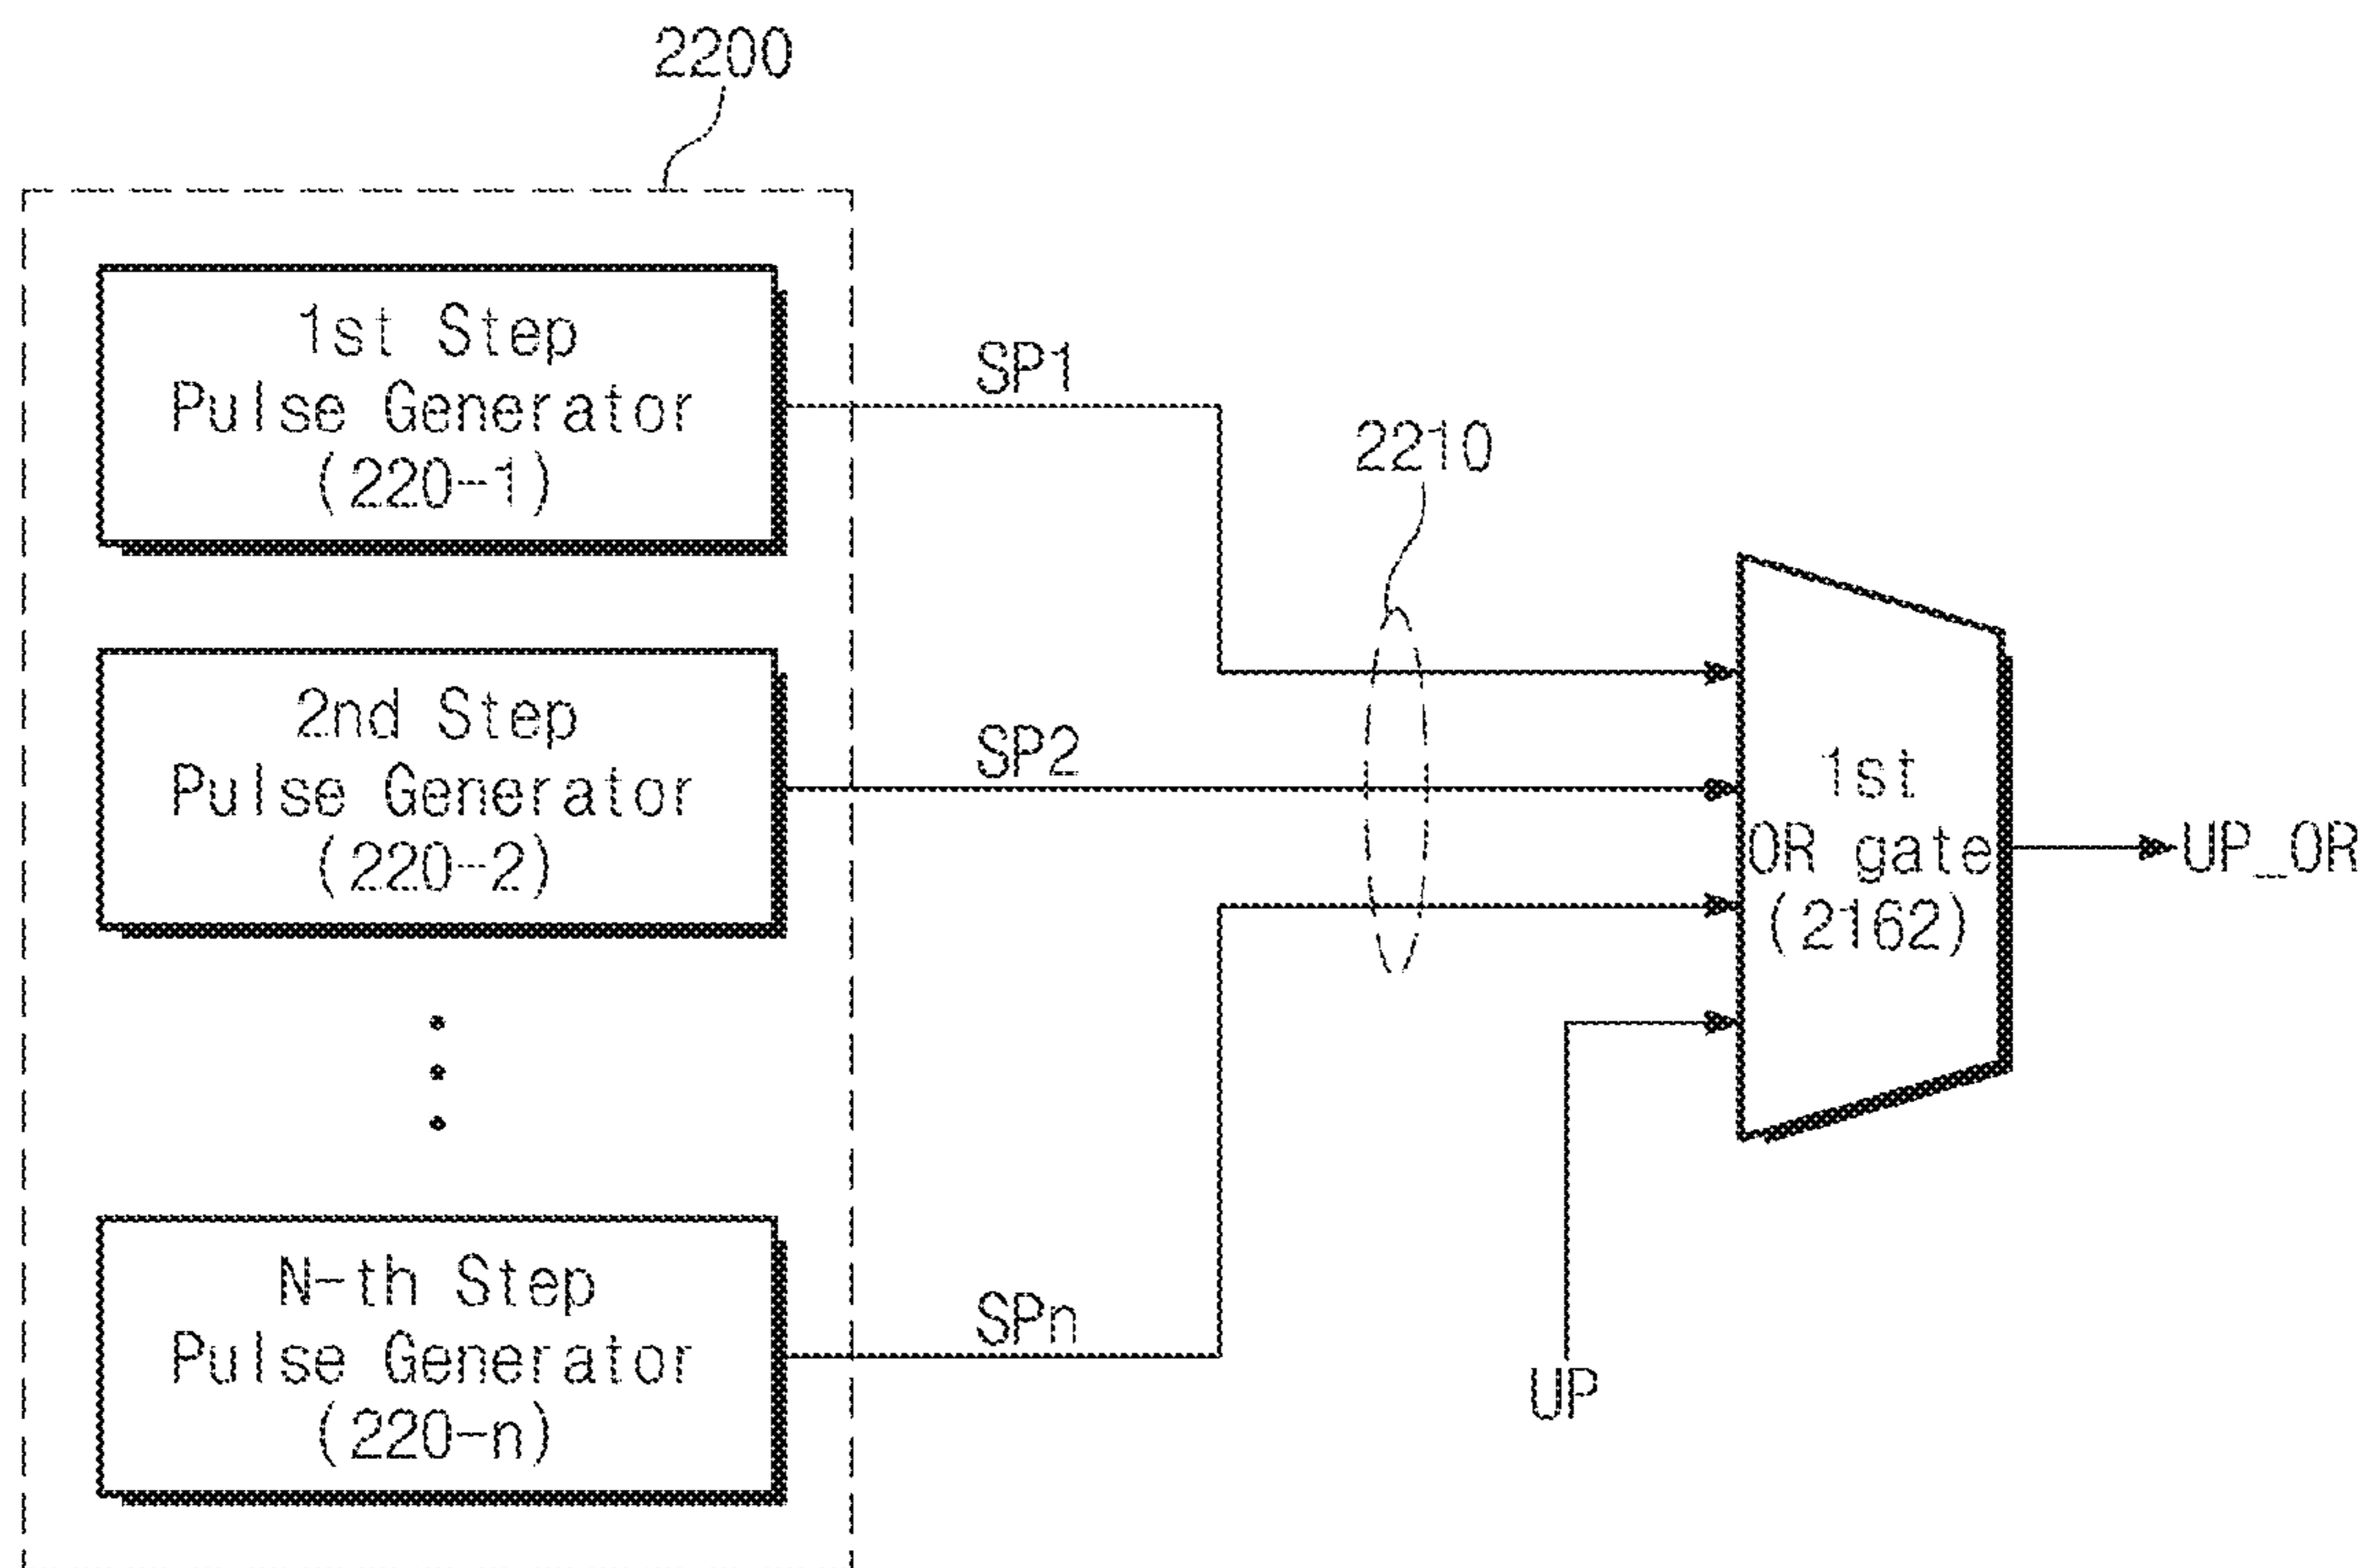 2200
1st Step
Pulse Generator
(220-1)
SP1
2210
2nd Step
Pulse Generator
(220-2)
SP2
1st
OR gate
(2162)
UP_OR
N-th Step
Pulse Generator
(220-n)
SPn
UP